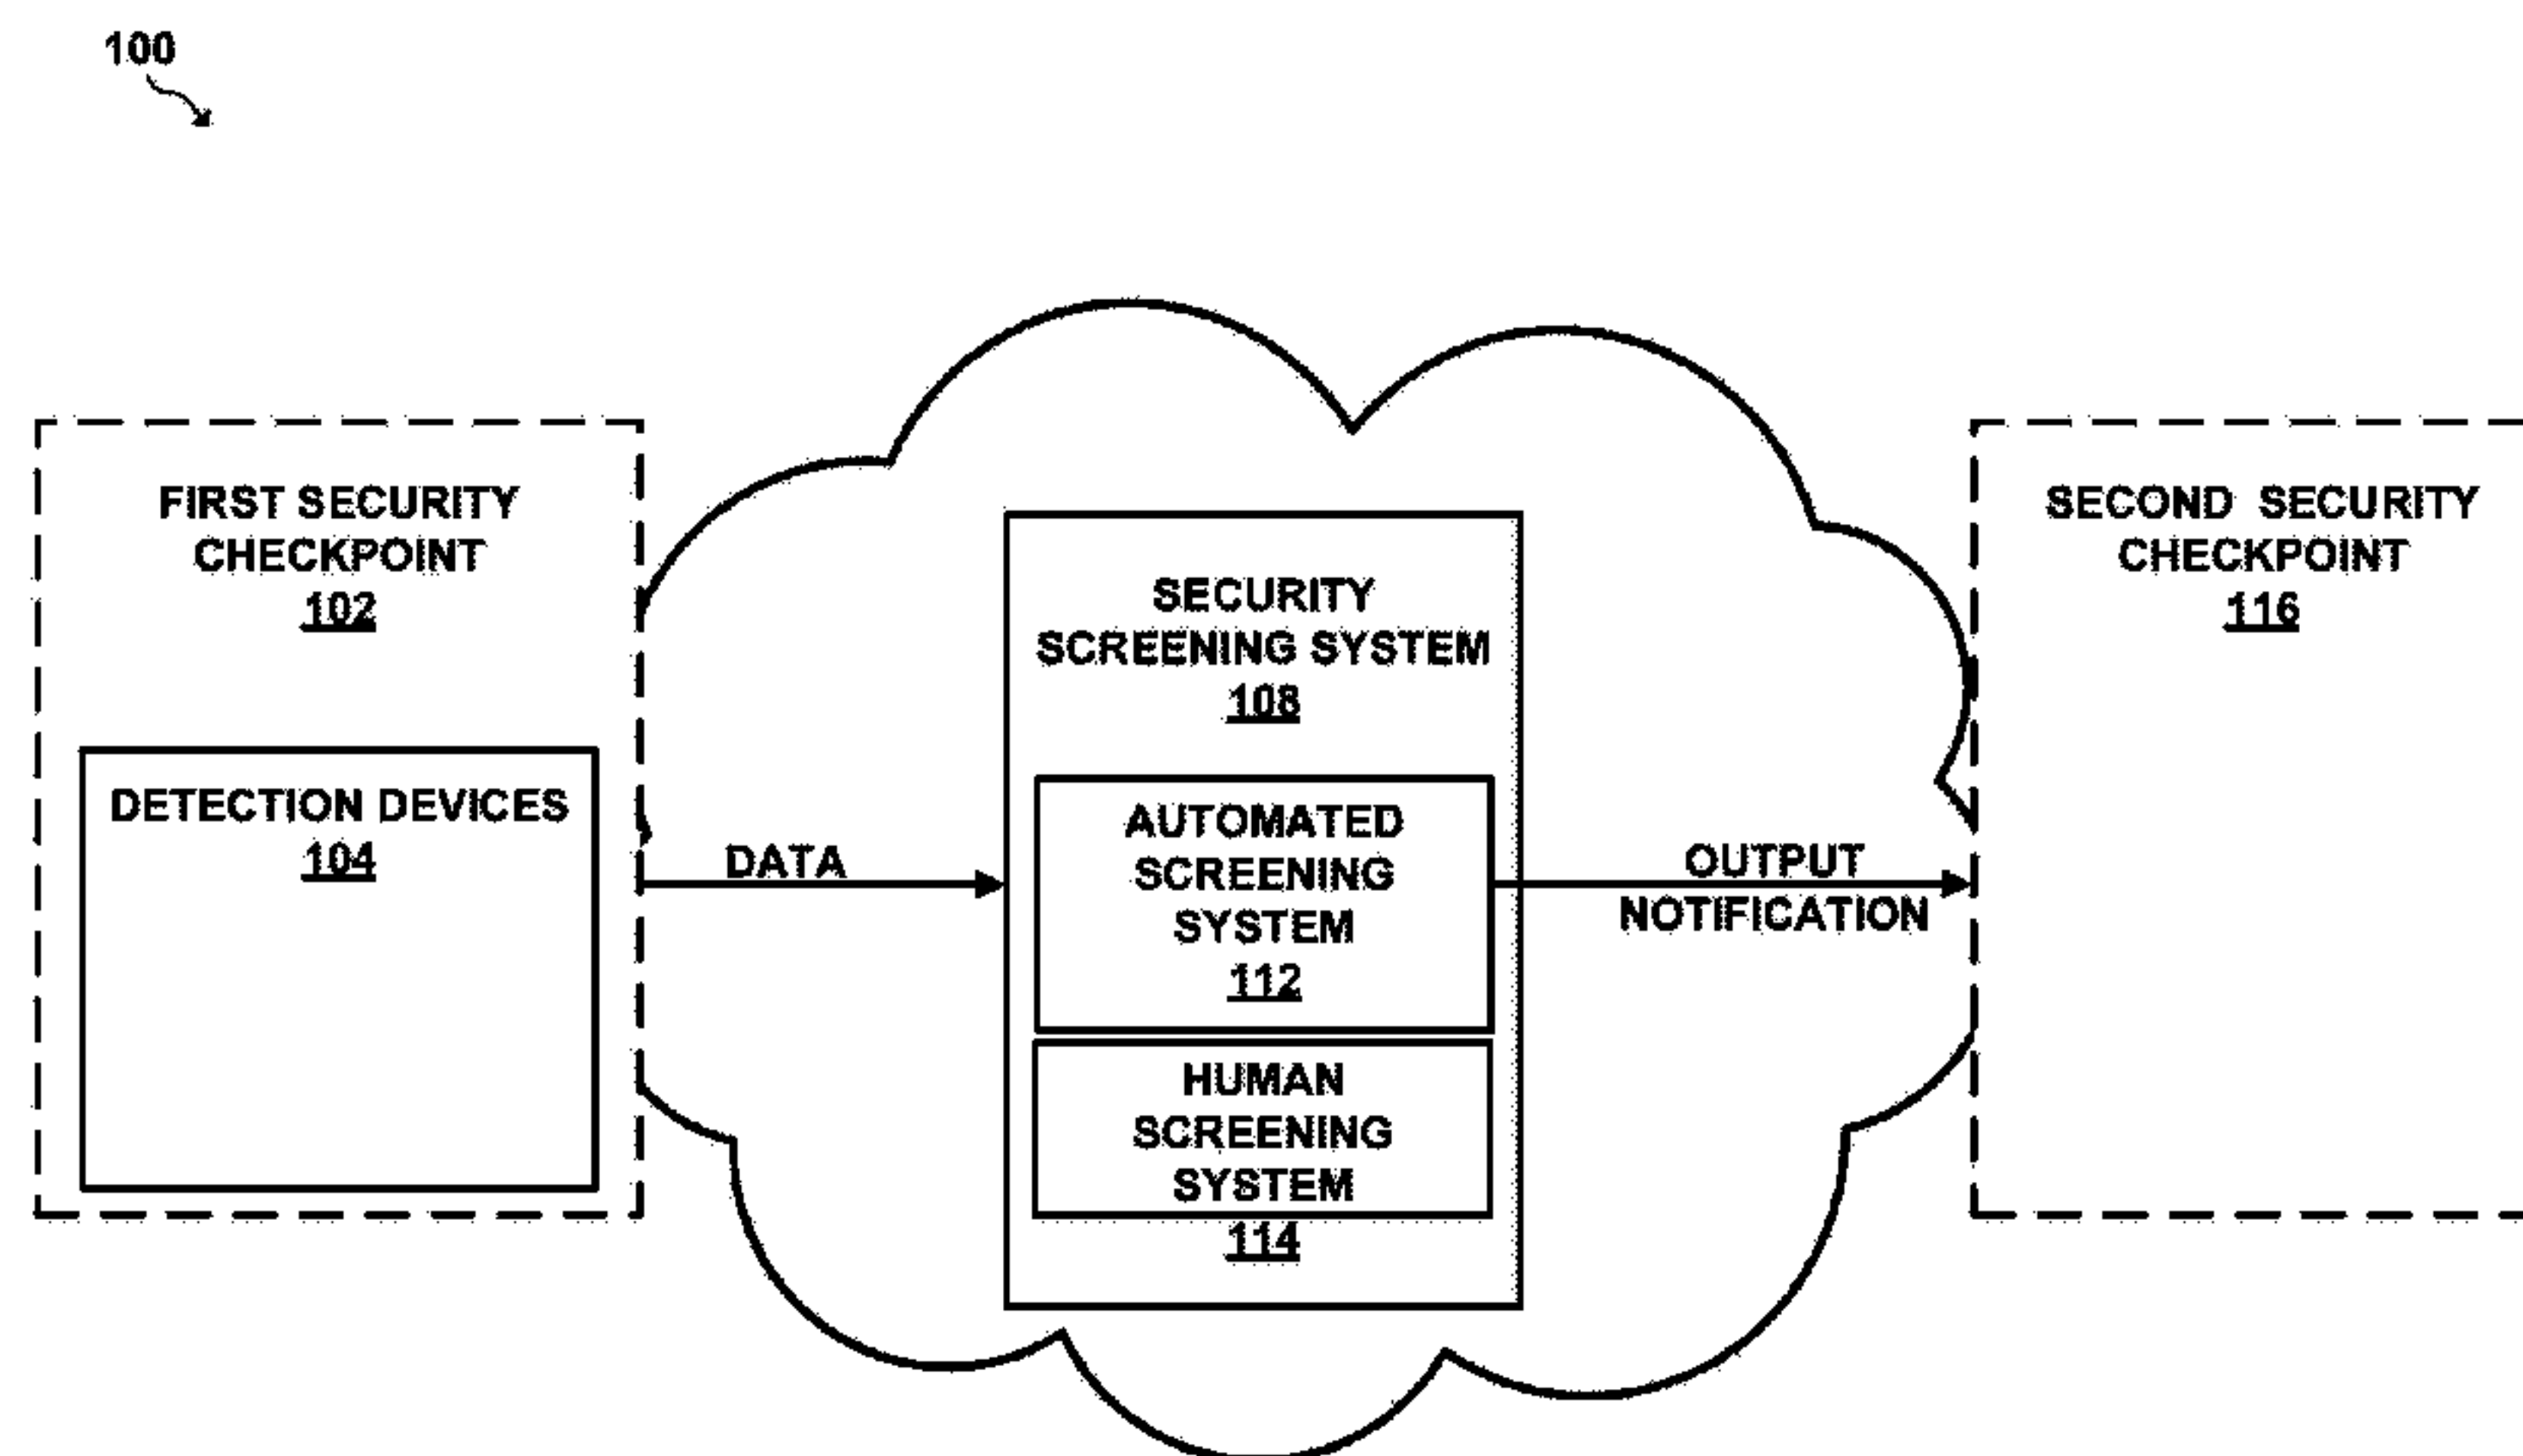 100
FIRST SECURITY
CHECKPOINT
102
DETECTION DEVICES
104
DATA
SECURITY
SCREENING SYSTEM
108
AUTOMATED
SCREENING
SYSTEM
112
HUMAN
SCREENING
SYSTEM
114
OUTPUT
NOTIFICATION
SECOND SECURITY
CHECKPOINT
116